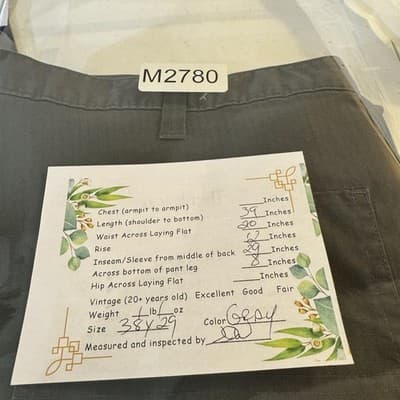 M2780
Chest (armpit to armpit) Inches
Length (shoulder to bottom) 39 Inches
Waist Across Laying Flat 20 Inches
Rise Inches
Inseam/Sleeve from middle of back 29 Inches
Across bottom of pant leg 8 Inches
Hip Across Laying Flat Inches
Vintage (20+ years old) Excellent Good Fair
Weight 1 lb 1 oz
Size 38x29 Color Gray
Measured and inspected by